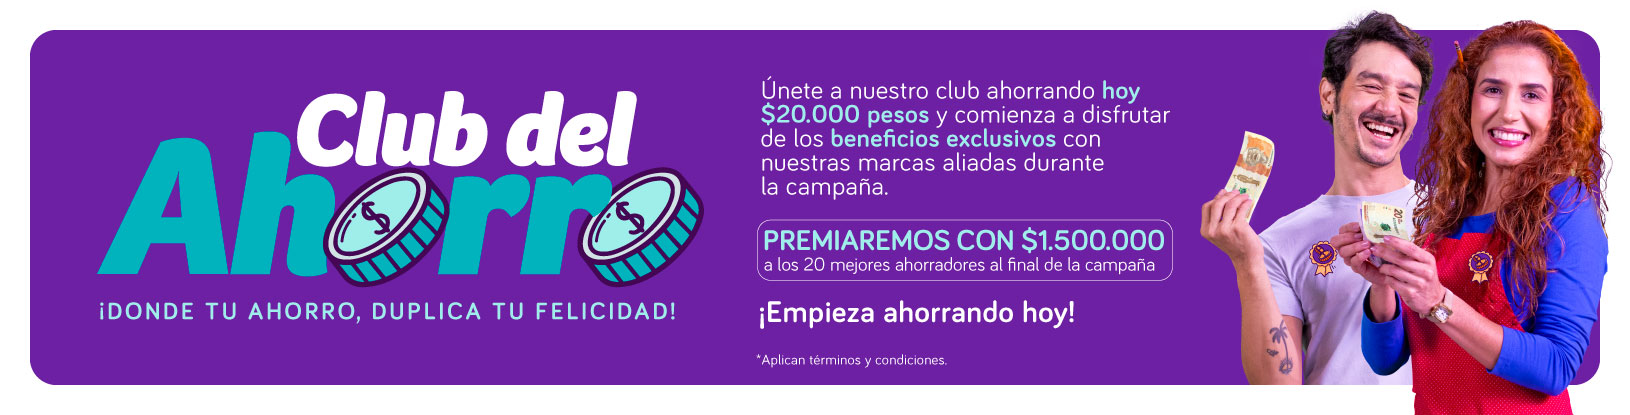 Club del
Ahorro
¡DONDE TU AHORRO, DUPLICA TU FELICIDAD!
Únete a nuestro club ahorrando hoy
$20.000 pesos y comienza a disfrutar
de los beneficios exclusivos con
nuestras marcas aliadas durante
la campaña.
PREMIAREMOS CON $1.500.000
a los 20 mejores ahorradores al final de la campaña
¡Empieza ahorrando hoy!
*Aplican términos y condiciones.
20